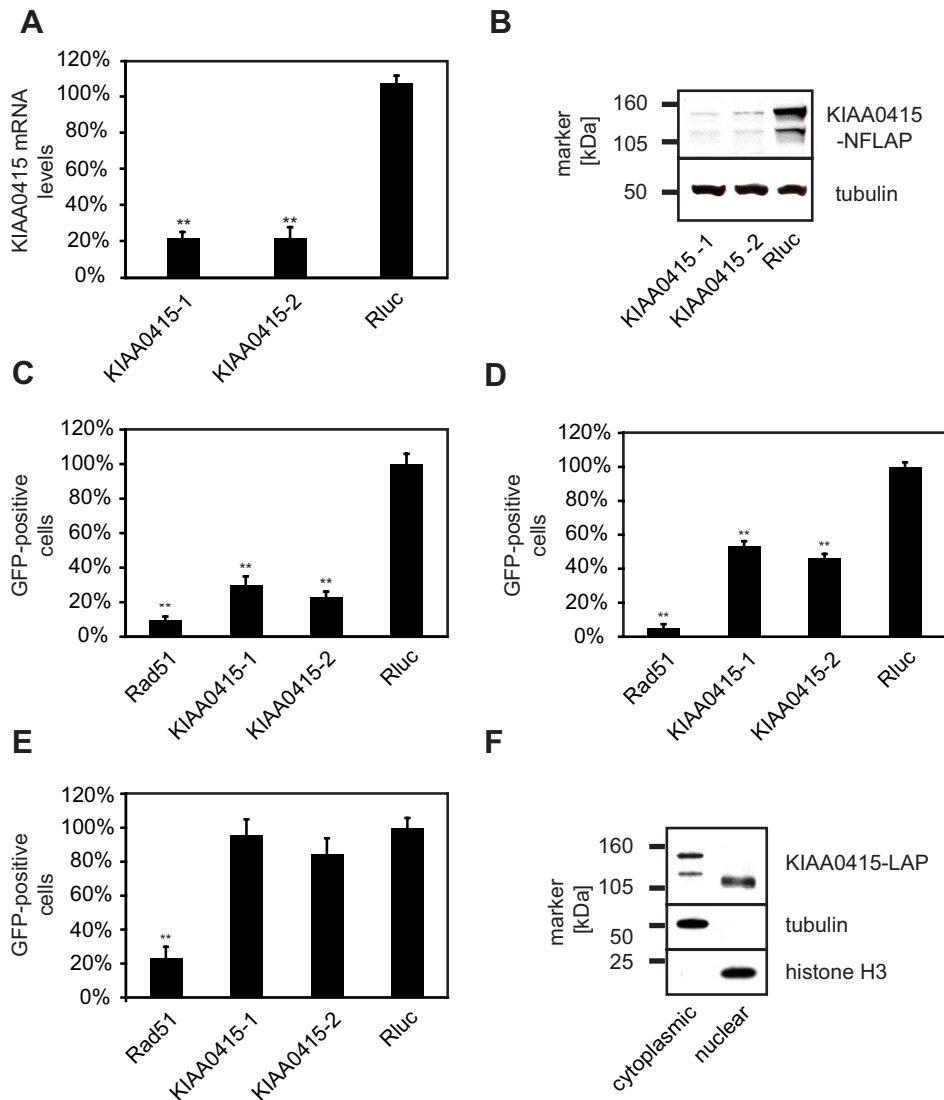 A
120%
100%
80%
60%
40%
20%
0%
KIAA0415 mRNA
levels
**
**
KIAA0415-1
KIAA0415-2
Rluc
B
marker
[kDa]
160
105
50
KIAA0415
-NFLAP
tubulin
KIAA0415 -1
KIAA0415 -2
Rluc
C
120%
100%
80%
60%
40%
20%
0%
GFP-positive
cells
**
**
**
Rad51
KIAA0415-1
KIAA0415-2
Rluc
D
120%
100%
80%
60%
40%
20%
0%
GFP-positive
cells
**
**
**
Rad51
KIAA0415-1
KIAA0415-2
Rluc
E
120%
100%
80%
60%
40%
20%
0%
GFP-positive
cells
**
Rad51
KIAA0415-1
KIAA0415-2
Rluc
F
marker
[kDa]
160
105
50
25
KIAA0415-LAP
tubulin
histone H3
cytoplasmic
nuclear